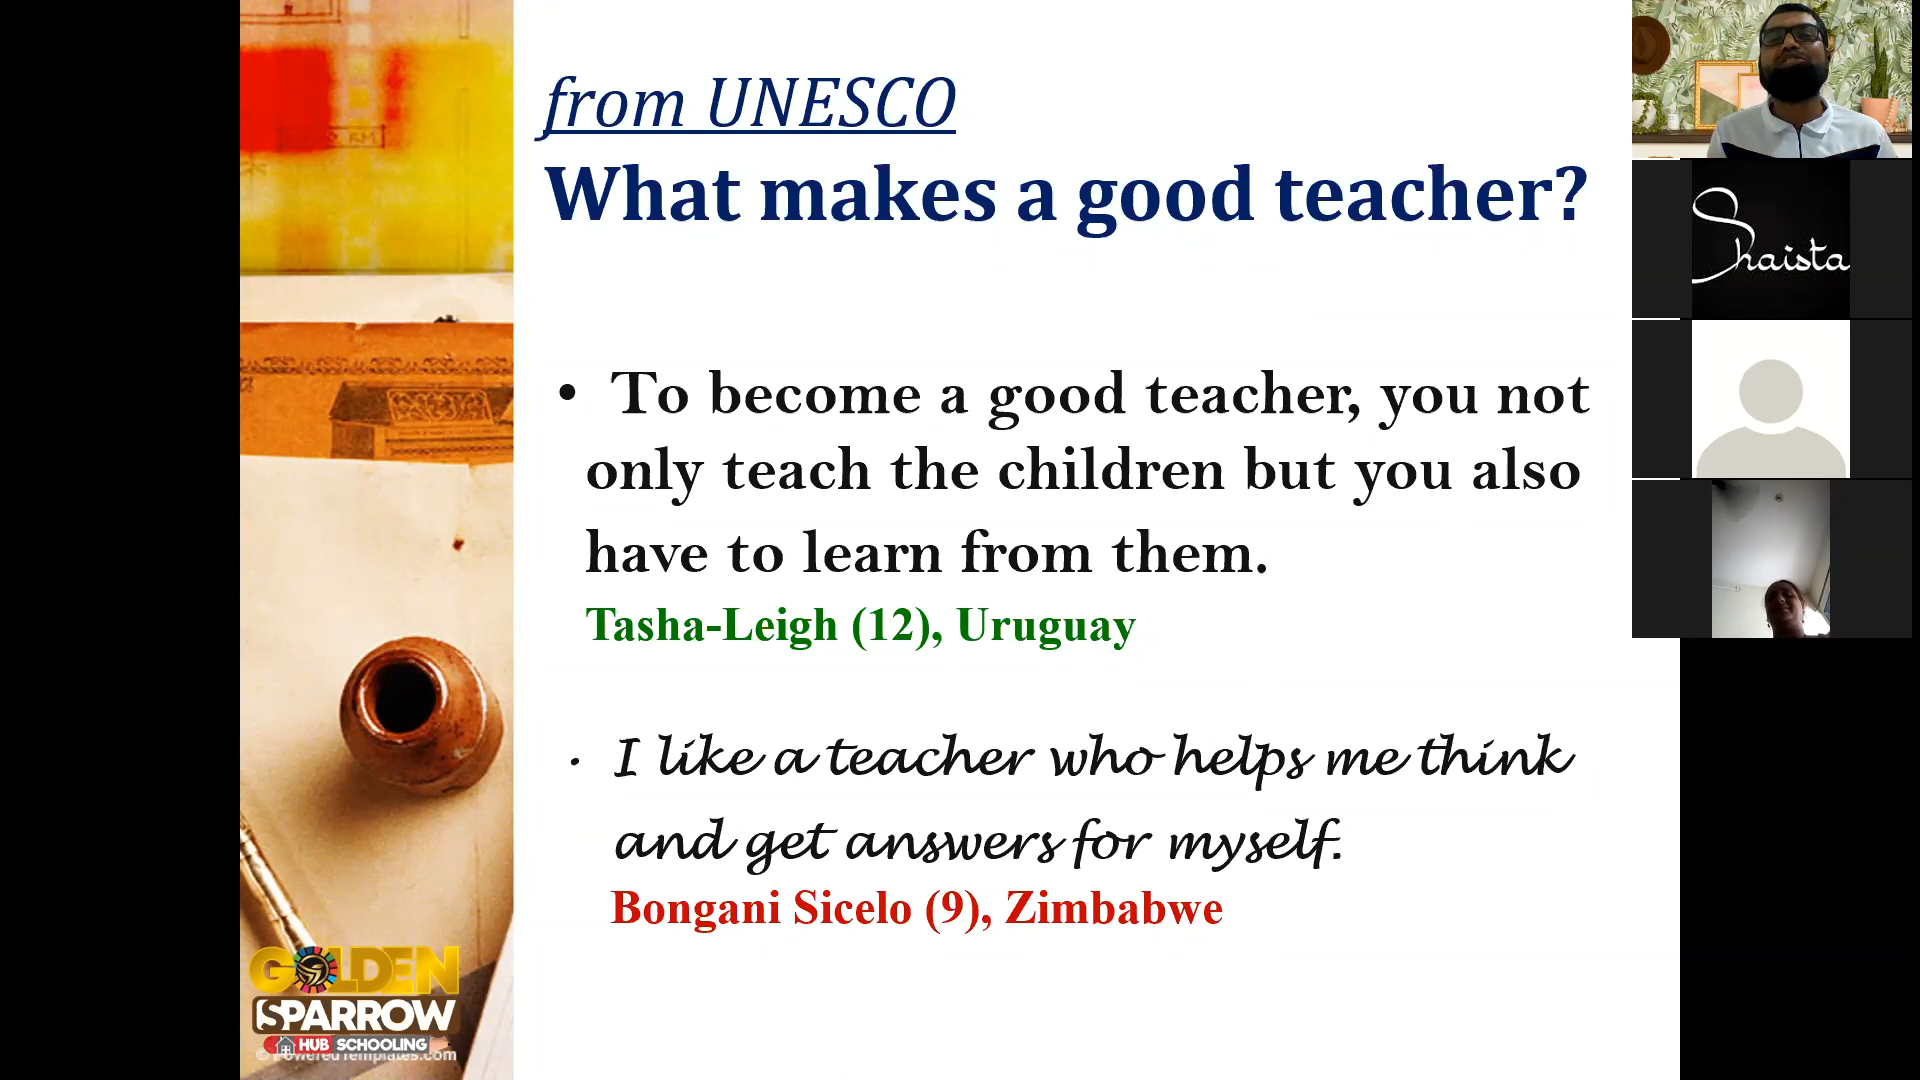 from UNESCO
What makes a good teacher?
• To become a good teacher, you not
only teach the children but you also
have to learn from them.
Tasha-Leigh (12), Uruguay
• I like a teacher who helps me think
and get answers for myself.
Bongani Sicelo (9), Zimbabwe
GOLDEN
SPARROW
HUB SCHOOLING
© PoweredTemplates.com
Shaista